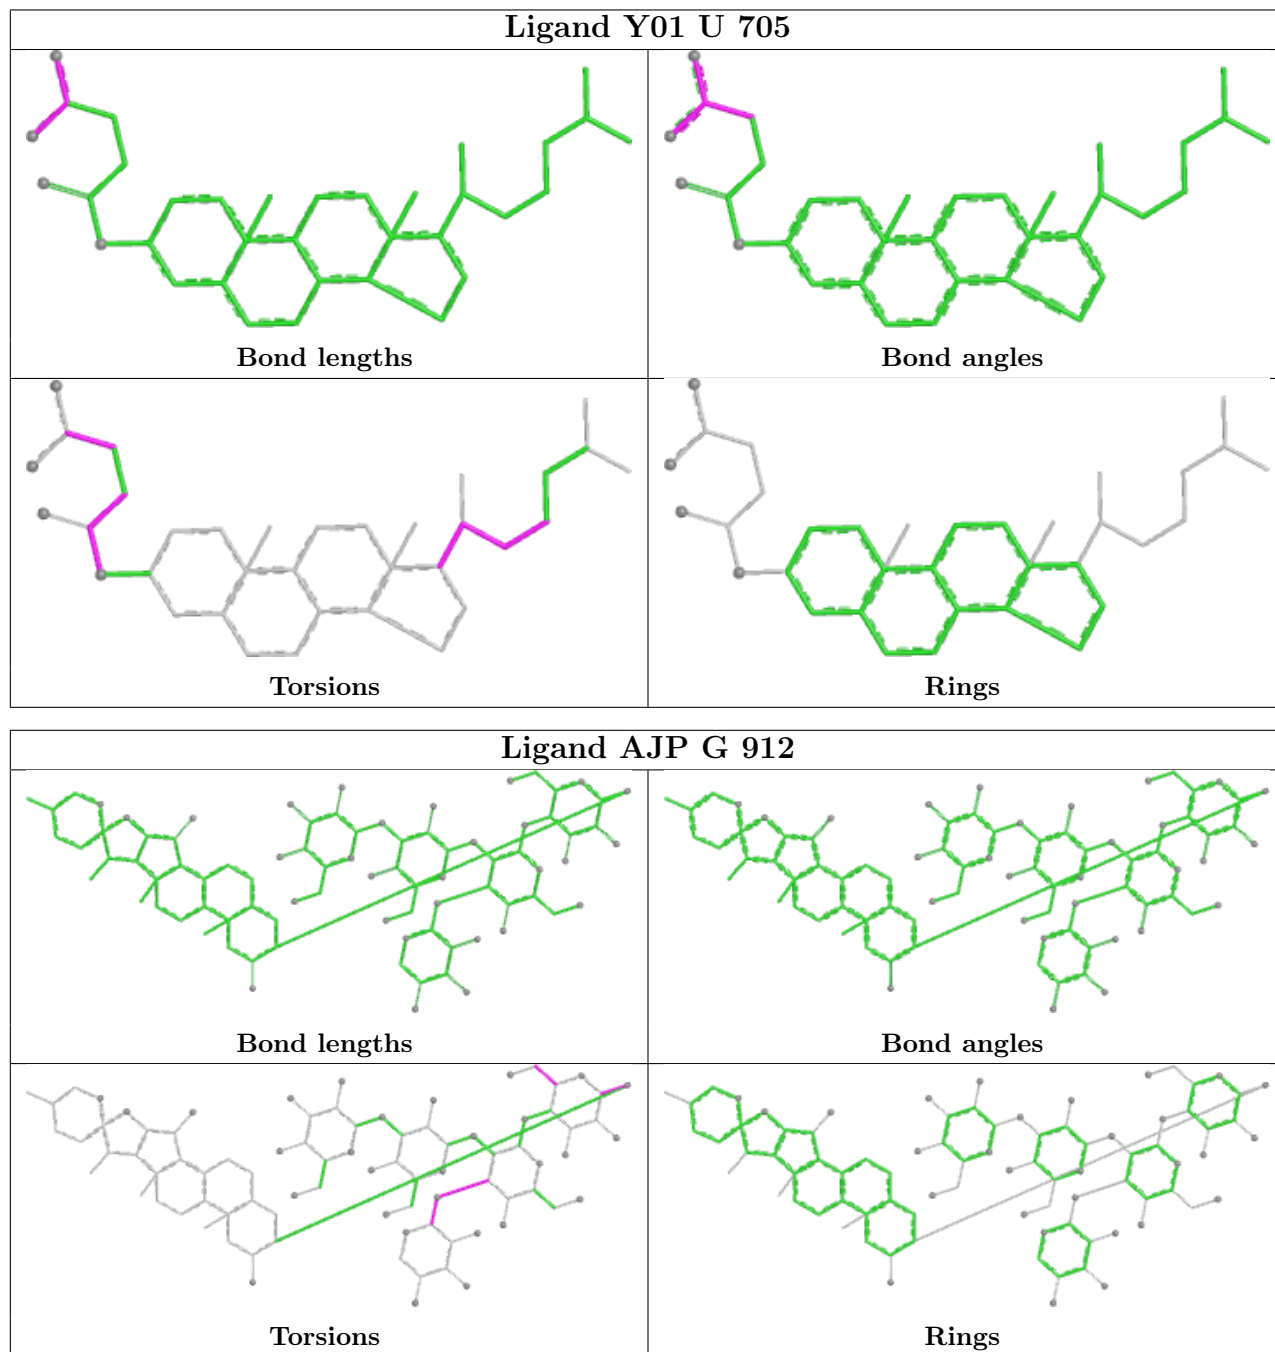 Ligand Y01 U 705
Bond lengths
Bond angles
Torsions
Rings
Ligand AJP G 912
Bond lengths
Bond angles
Torsions
Rings